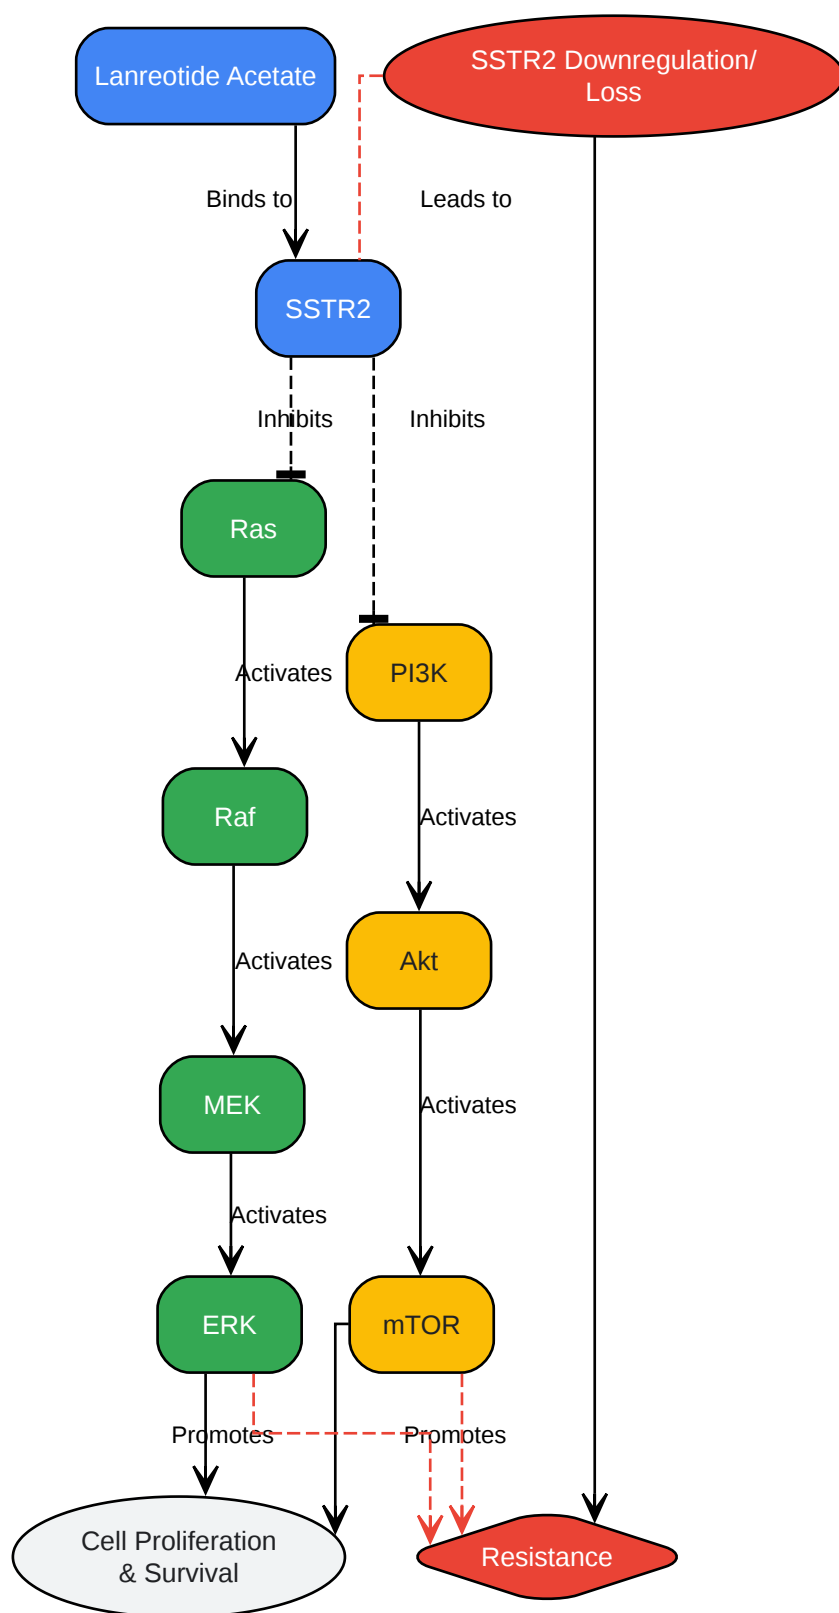 Lanreotide Acetate
SSTR2 Downregulation/
Loss
Binds to
Leads to
SSTR2
Inhibits
Inhibits
Ras
Activates
PI3K
Raf
Activates
Activates
Akt
MEK
Activates
Activates
ERK
mTOR
Promotes
Promotes
Cell Proliferation
& Survival
Resistance